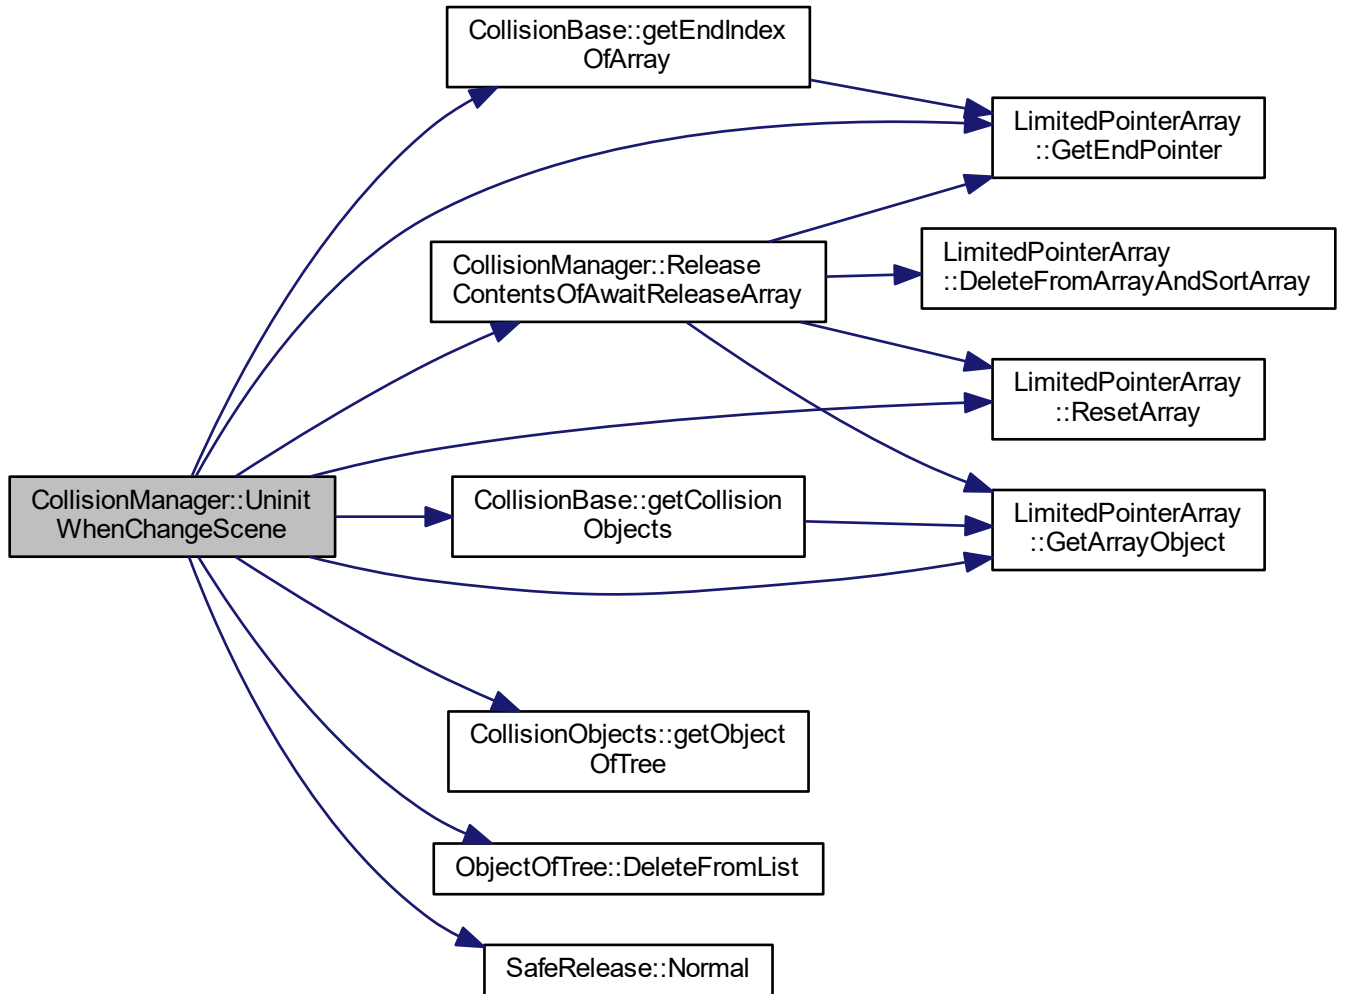 CollisionBase::getEndIndex
OfArray
LimitedPointerArray
::GetEndPointer
CollisionManager::Release
ContentsOfAwaitReleaseArray
LimitedPointerArray
::DeleteFromArrayAndSortArray
LimitedPointerArray
::ResetArray
CollisionManager::Uninit
WhenChangeScene
CollisionBase::getCollision
Objects
LimitedPointerArray
::GetArrayObject
CollisionObjects::getObject
OfTree
ObjectOfTree::DeleteFromList
SafeRelease::Normal